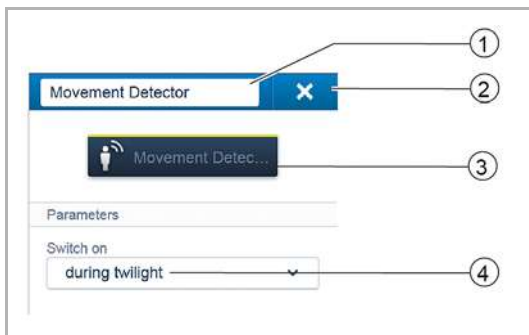 1
Movement Detector
2
Movement Detec...
3
Parameters
Switch on
during twilight
4